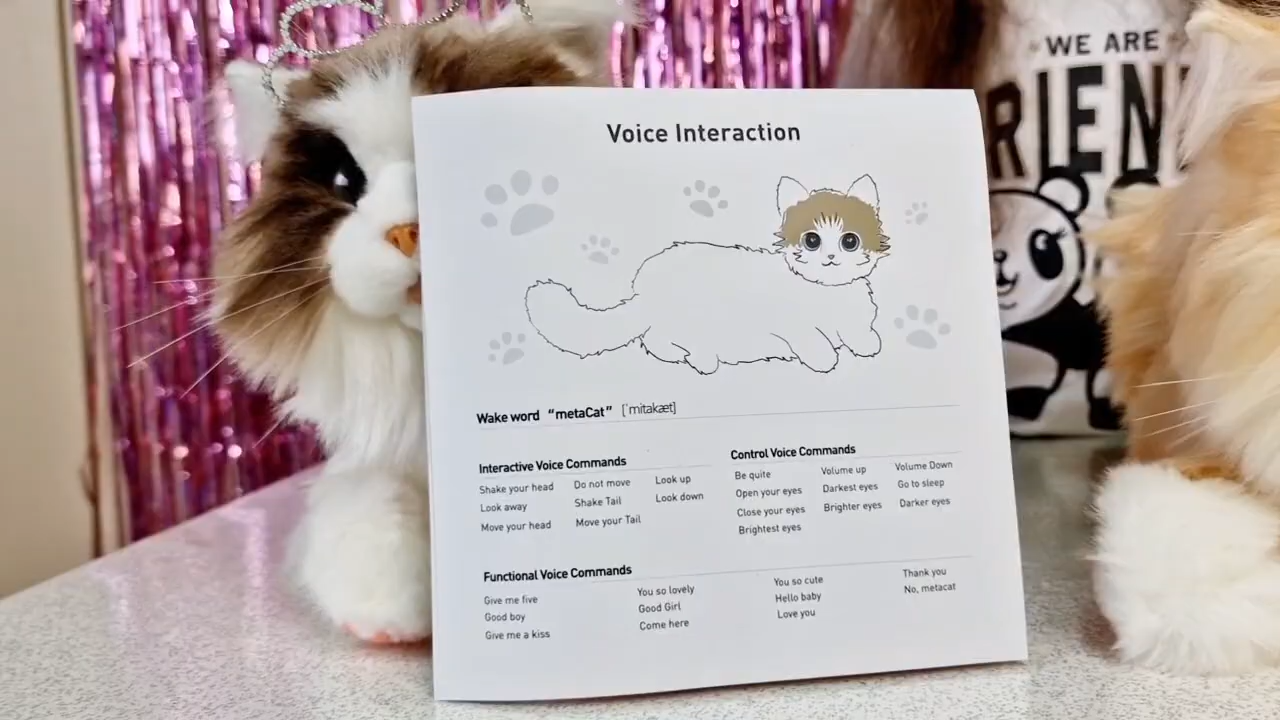 WE ARE
RIEN
Voice Interaction
Wake word “metaCat” [ˈmitakæt]
Interactive Voice Commands
Shake your head Do not move Look up
Look away Shake Tail Look down
Move your head Move your Tail
Control Voice Commands
Be quite Volume up Volume Down
Open your eyes Darkest eyes Go to sleep
Close your eyes Brighter eyes Darker eyes
Brightest eyes
Functional Voice Commands
Give me five You so lovely You so cute Thank you
Good boy Good Girl Hello baby No, metacat
Give me a kiss Come here Love you